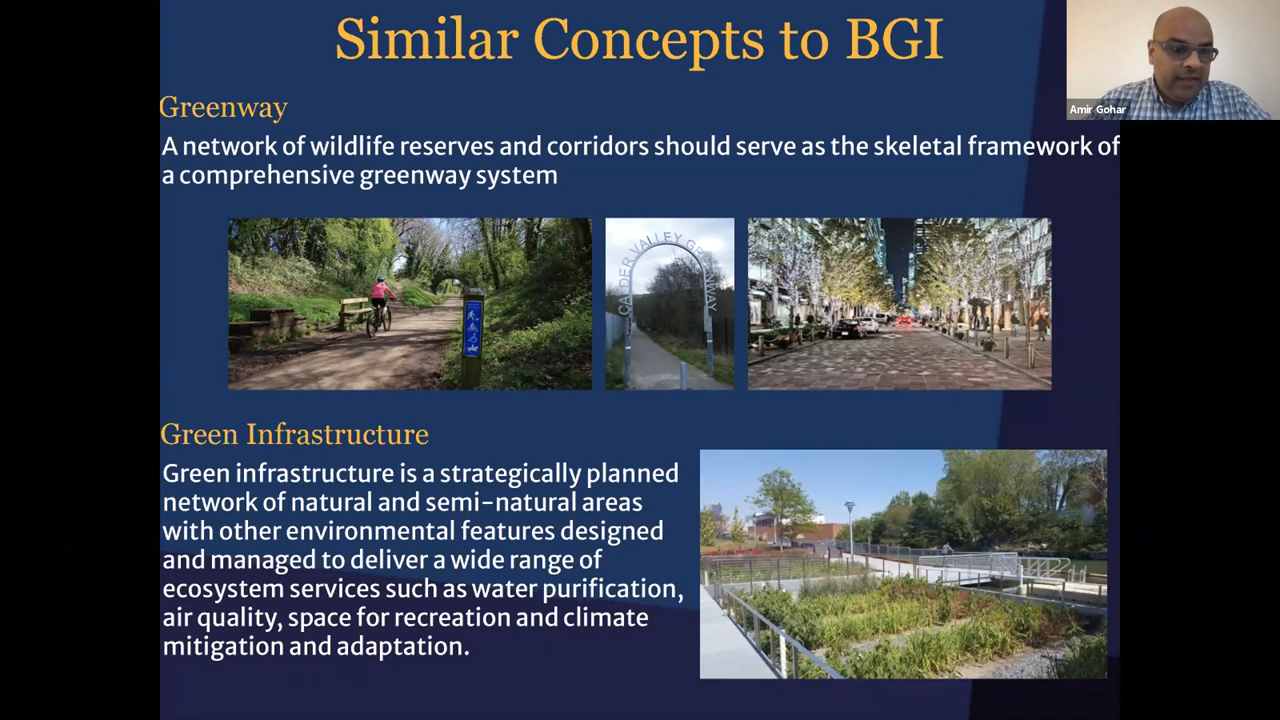 Similar Concepts to BGI
Amir Gohar
Greenway
A network of wildlife reserves and corridors should serve as the skeletal framework of
a comprehensive greenway system
CALDER VALLEY GREENWAY
Green Infrastructure
Green infrastructure is a strategically planned
network of natural and semi-natural areas
with other environmental features designed
and managed to deliver a wide range of
ecosystem services such as water purification,
air quality, space for recreation and climate
mitigation and adaptation.